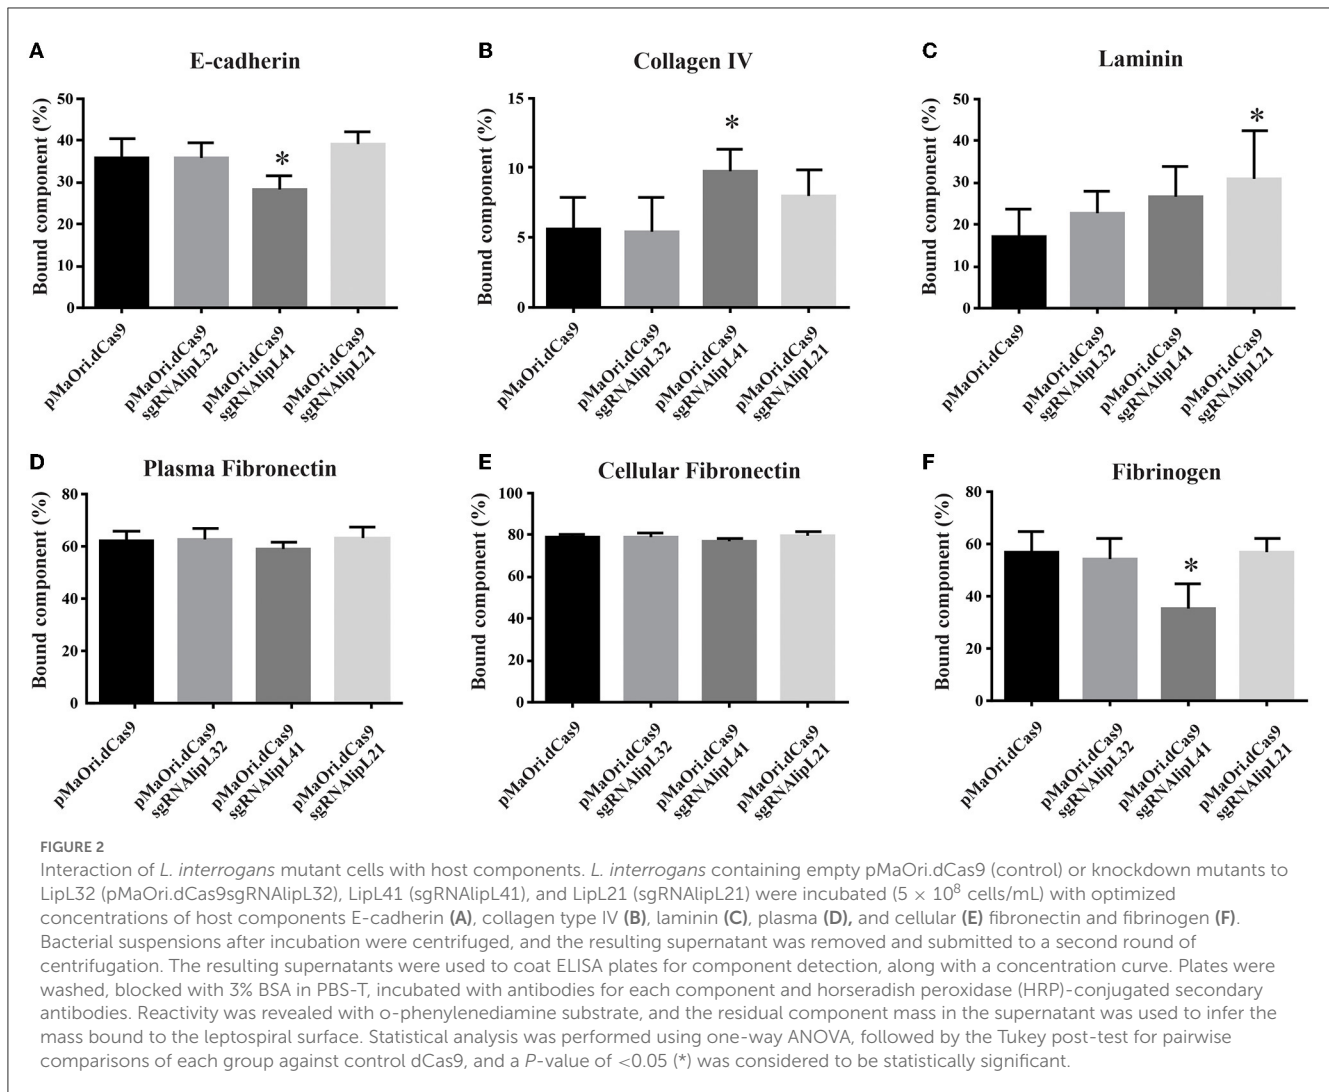 A
E-cadherin
Bound component (%)
50
40
30
20
10
0
*
pMaOri.dCas9
pMaOri.dCas9
sgRNAlipL32
pMaOri.dCas9
sgRNAlipL41
pMaOri.dCas9
sgRNAlipL21
B
Collagen IV
Bound component (%)
15
10
5
0
*
pMaOri.dCas9
pMaOri.dCas9
sgRNAlipL32
pMaOri.dCas9
sgRNAlipL41
pMaOri.dCas9
sgRNAlipL21
C
Laminin
Bound component (%)
50
40
30
20
10
0
*
pMaOri.dCas9
pMaOri.dCas9
sgRNAlipL32
pMaOri.dCas9
sgRNAlipL41
pMaOri.dCas9
sgRNAlipL21
D
Plasma Fibronectin
Bound component (%)
80
60
40
20
0
pMaOri.dCas9
pMaOri.dCas9
sgRNAlipL32
pMaOri.dCas9
sgRNAlipL41
pMaOri.dCas9
sgRNAlipL21
E
Cellular Fibronectin
Bound component (%)
100
80
60
40
20
0
pMaOri.dCas9
pMaOri.dCas9
sgRNAlipL32
pMaOri.dCas9
sgRNAlipL41
pMaOri.dCas9
sgRNAlipL21
F
Fibrinogen
Bound component (%)
80
60
40
20
0
*
pMaOri.dCas9
pMaOri.dCas9
sgRNAlipL32
pMaOri.dCas9
sgRNAlipL41
pMaOri.dCas9
sgRNAlipL21
FIGURE 2
Interaction of L. interrogans mutant cells with host components. L. interrogans containing empty pMaOri.dCas9 (control) or knockdown mutants to
LipL32 (pMaOri.dCas9sgRNAlipL32), LipL41 (sgRNAlipL41), and LipL21 (sgRNAlipL21) were incubated (5 × 10⁸ cells/mL) with optimized
concentrations of host components E-cadherin (A), collagen type IV (B), laminin (C), plasma (D), and cellular (E) fibronectin and fibrinogen (F).
Bacterial suspensions after incubation were centrifuged, and the resulting supernatant was removed and submitted to a second round of
centrifugation. The resulting supernatants were used to coat ELISA plates for component detection, along with a concentration curve. Plates were
washed, blocked with 3% BSA in PBS-T, incubated with antibodies for each component and horseradish peroxidase (HRP)-conjugated secondary
antibodies. Reactivity was revealed with o-phenylenediamine substrate, and the residual component mass in the supernatant was used to infer the
mass bound to the leptospiral surface. Statistical analysis was performed using one-way ANOVA, followed by the Tukey post-test for pairwise
comparisons of each group against control dCas9, and a P-value of <0.05 (*) was considered to be statistically significant.